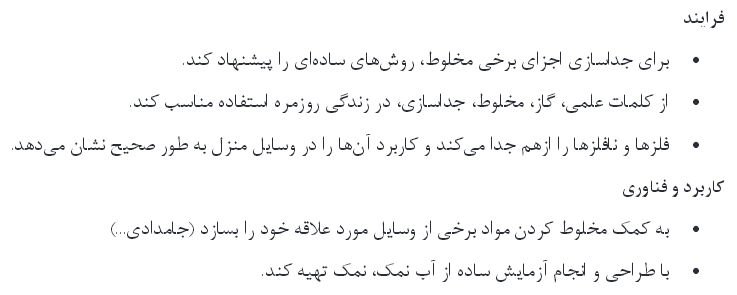 فرایند
• برای جداسازی اجزای برخی مخلوط، روش‌های ساده‌ای را پیشنهاد کند.
• از کلمات علمی، گاز، مخلوط، جداسازی، در زندگی روزمره استفاده مناسب کند.
• فلزها و نافلزها را ازهم جدا می‌کند و کاربرد آن‌ها را در وسایل منزل به طور صحیح نشان می‌دهد.
کاربرد و فناوری
• به کمک مخلوط کردن مواد برخی از وسایل مورد علاقه خود را بسازد (جامدادی...)
• با طراحی و انجام آزمایش ساده از آب نمک، نمک تهیه کند.